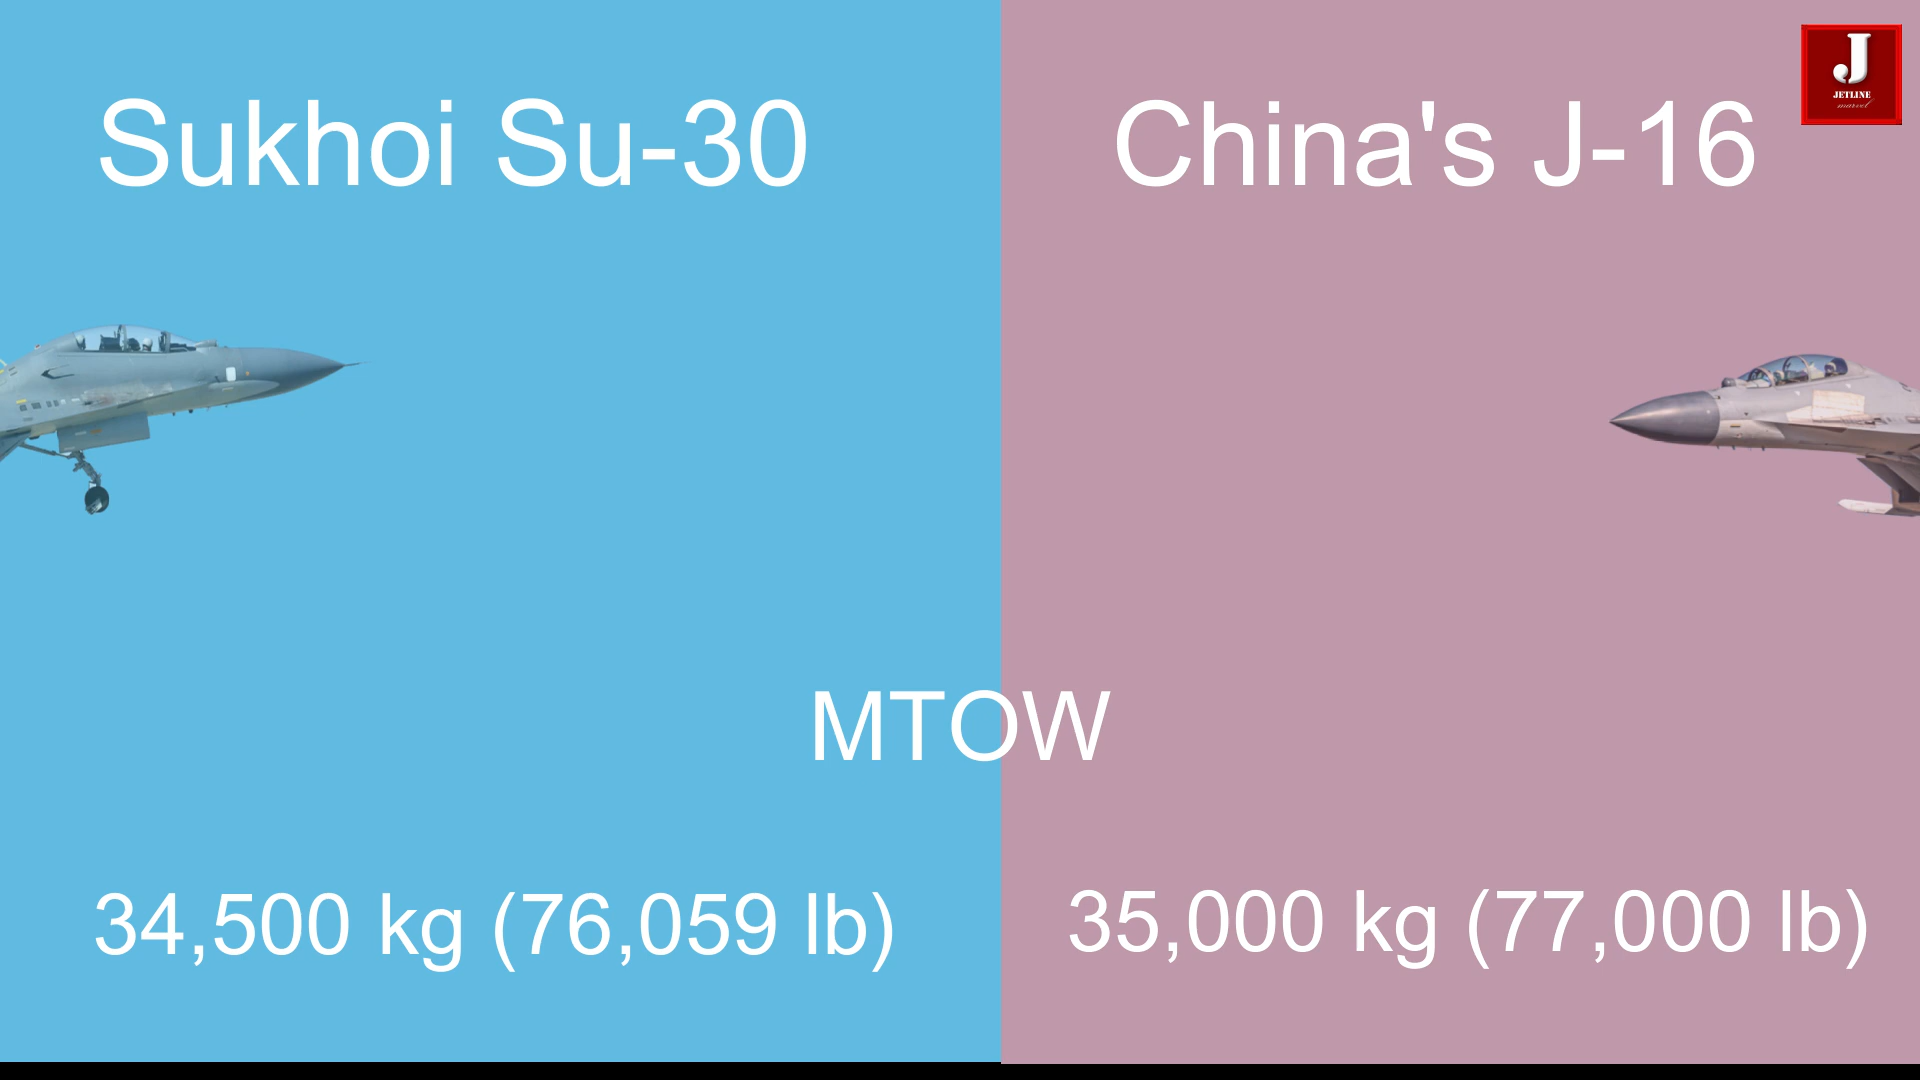 Sukhoi Su-30
China's J-16
J
JETLINE
marvel
MTOW
34,500 kg (76,059 lb)
35,000 kg (77,000 lb)